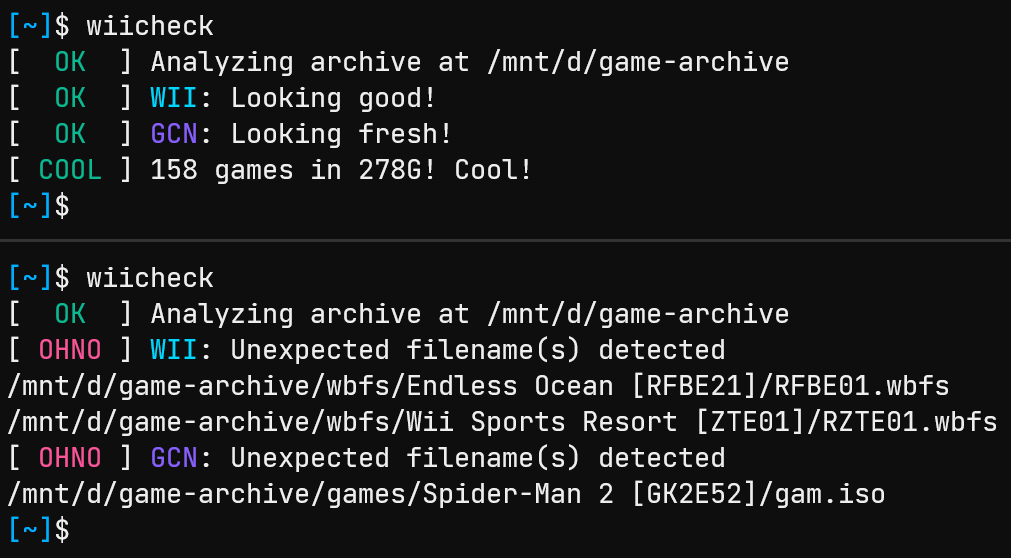 [~]$ wiicheck
[  OK  ] Analyzing archive at /mnt/d/game-archive
[  OK  ] WII: Looking good!
[  OK  ] GCN: Looking fresh!
[ COOL ] 158 games in 278G! Cool!
[~]$
[~]$ wiicheck
[  OK  ] Analyzing archive at /mnt/d/game-archive
[ OHNO ] WII: Unexpected filename(s) detected
/mnt/d/game-archive/wbfs/Endless Ocean [RFBE21]/RFBE01.wbfs
/mnt/d/game-archive/wbfs/Wii Sports Resort [ZTE01]/RZTE01.wbfs
[ OHNO ] GCN: Unexpected filename(s) detected
/mnt/d/game-archive/games/Spider-Man 2 [GK2E52]/gam.iso
[~]$